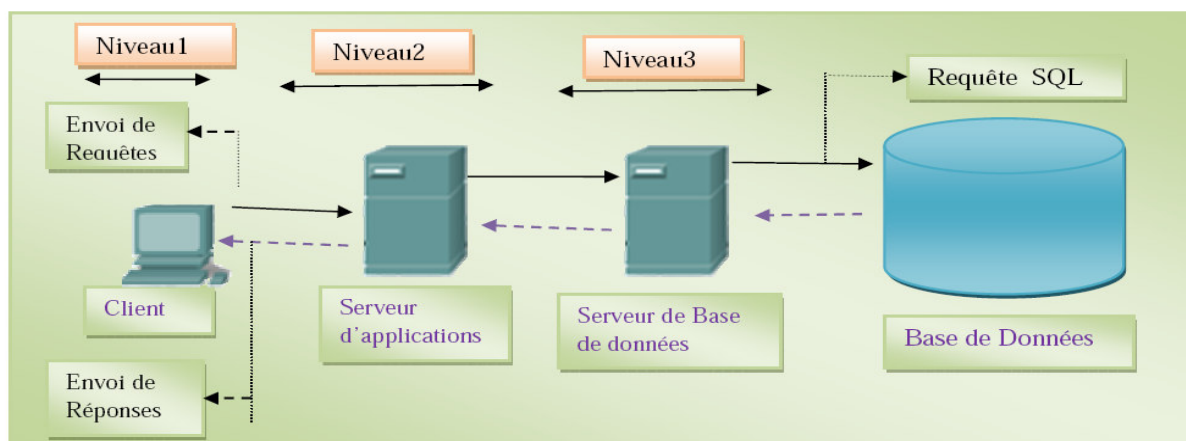 Niveau1
Niveau2
Niveau3
Requête SQL
Envoi de
Requêtes
Client
Serveur
d'applications
Serveur de Base
de données
Base de Données
Envoi de
Réponses